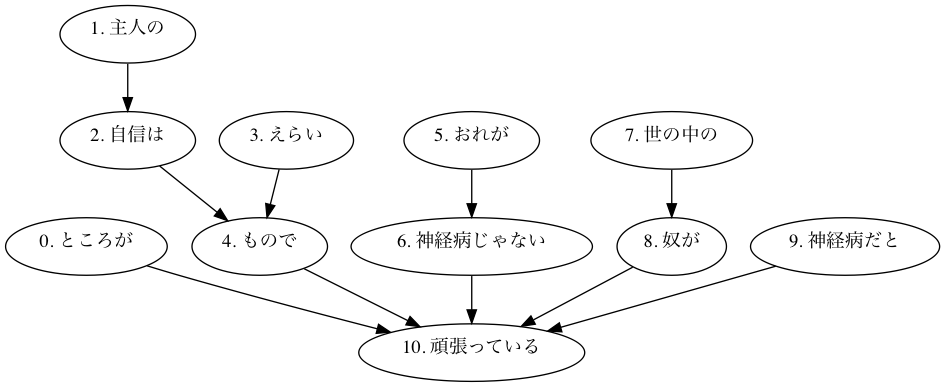 1. 主人の
2. 自信は
3. えらい
5. おれが
7. 世の中の
0. ところが
4. もので
6. 神経病じゃない
8. 奴が
9. 神経病だと
10. 頑張っている